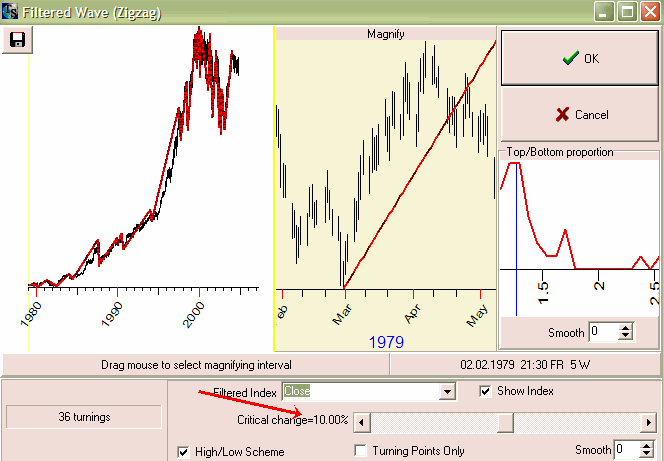 Filtered Wave (Zigzag)
Magnify
OK
Cancel
Top/Bottom proportion
1.5
2
2.5
Smooth 0
1980
1990
2000
eb
Mar
Apr
May
1979
Drag mouse to select magnifying interval
02.02.1979 21:30 FR 5 W
36 turnings
Filtered Index Close
Show Index
Critical change=10.00%
High/Low Scheme
Turning Points Only
Smooth 0